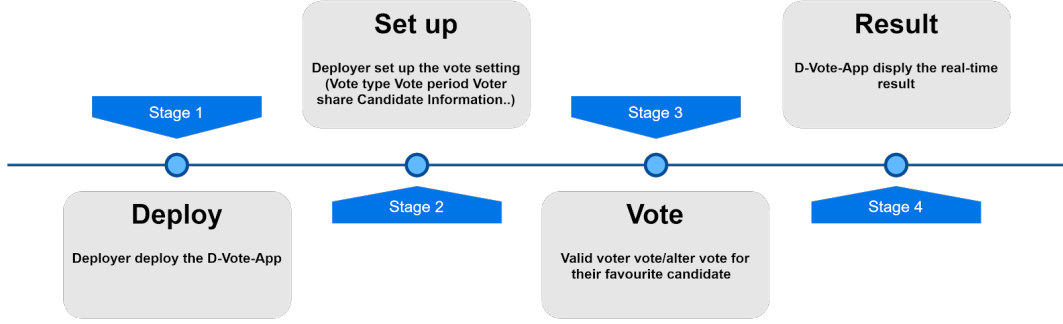 Stage 1
Deploy
Deployer deploy the D-Vote-App
Set up
Deployer set up the vote setting
(Vote type Vote period Voter
share Candidate Information..)
Stage 2
Stage 3
Vote
Valid voter vote/alter vote for
their favourite candidate
Result
D-Vote-App disply the real-time
result
Stage 4